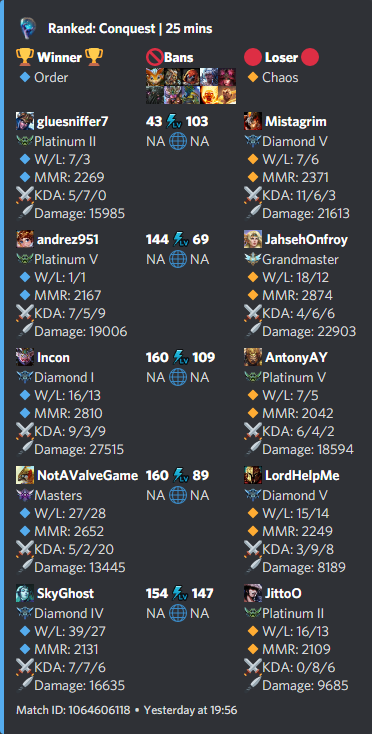 Ranked: Conquest | 25 mins
Winner Bans Loser
Order Chaos
gluesniffer7 43 LV 103 Mistagrim
Platinum II NA NA Diamond V
W/L: 7/3 W/L: 7/6
MMR: 2269 MMR: 2371
KDA: 5/7/0 KDA: 11/6/3
Damage: 15985 Damage: 21613
andrez951 144 LV 69 JahsehOnfroy
Platinum V NA NA Grandmaster
W/L: 1/1 W/L: 18/12
MMR: 2167 MMR: 2874
KDA: 7/5/9 KDA: 4/6/6
Damage: 19006 Damage: 22903
Incon 160 LV 109 AntonyAY
Diamond I NA NA Platinum V
W/L: 16/13 W/L: 7/5
MMR: 2810 MMR: 2042
KDA: 9/3/9 KDA: 6/4/2
Damage: 27515 Damage: 18594
NotAValveGame 160 LV 89 LordHelpMe
Masters NA NA Diamond V
W/L: 27/28 W/L: 15/14
MMR: 2652 MMR: 2249
KDA: 5/2/20 KDA: 3/9/8
Damage: 13445 Damage: 8189
SkyGhost 154 LV 147 JittoO
Diamond IV NA NA Platinum II
W/L: 39/27 W/L: 16/13
MMR: 2131 MMR: 2109
KDA: 7/7/6 KDA: 0/8/6
Damage: 16635 Damage: 9685
Match ID: 1064606118 • Yesterday at 19:56